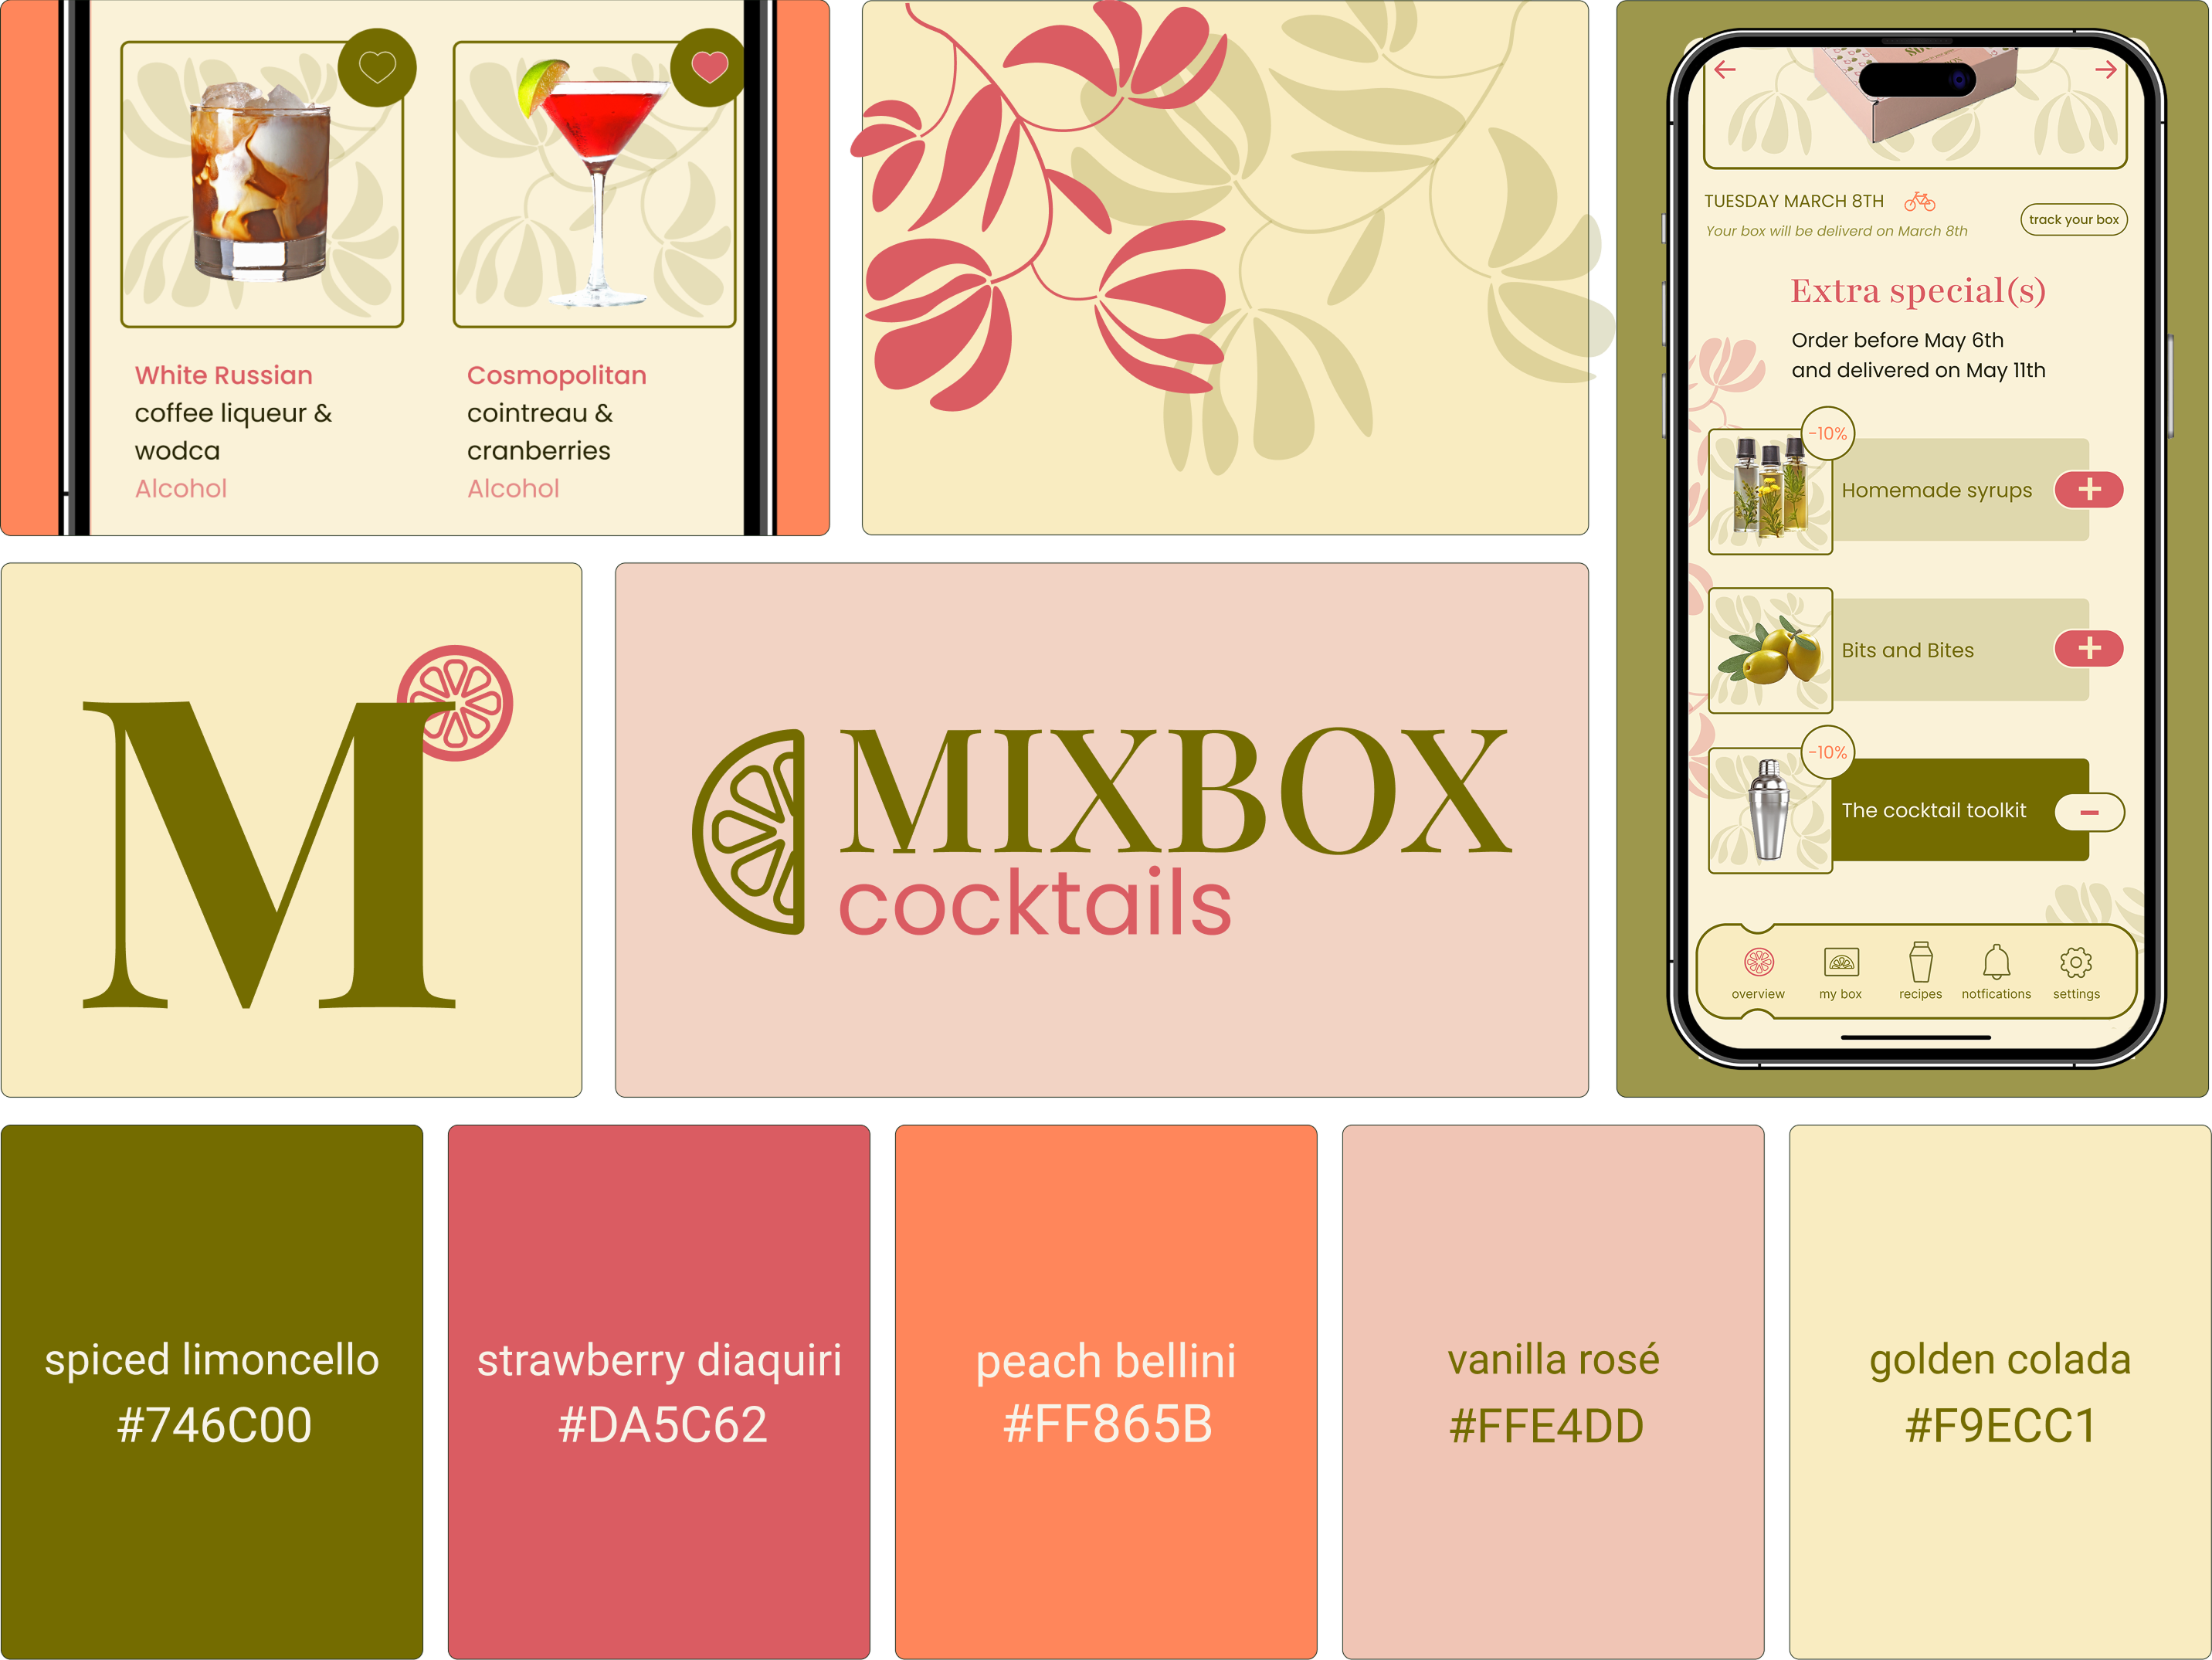 White Russian
coffee liqueur &
wodca
Alcohol
Cosmopolitan
cointreau &
cranberries
Alcohol
TUESDAY MARCH 8TH
Your box will be deliverd on March 8th
track your box
Extra special(s)
Order before May 6th
and delivered on May 11th
-10%
Homemade syrups
Bits and Bites
-10%
The cocktail toolkit
overview
my box
recipes
notfications
settings
M
MIXBOX
cocktails
spiced limoncello
#746C00
strawberry diaquiri
#DA5C62
peach bellini
#FF865B
vanilla rosé
#FFE4DD
golden colada
#F9ECC1